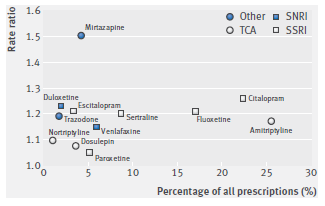 Rate ratio
1.6
1.5
1.4
1.3
1.2
1.1
1.0
Other
SNRI
TCA
SSRI
Mirtazapine
Duloxetine
Escitalopram
Trazodone
Sertraline
Nortriptyline
Venlafaxine
Dosulepin
Paroxetine
Fluoxetine
Citalopram
Amitriptyline
0
5
10
15
20
25
30
Percentage of all prescriptions (%)